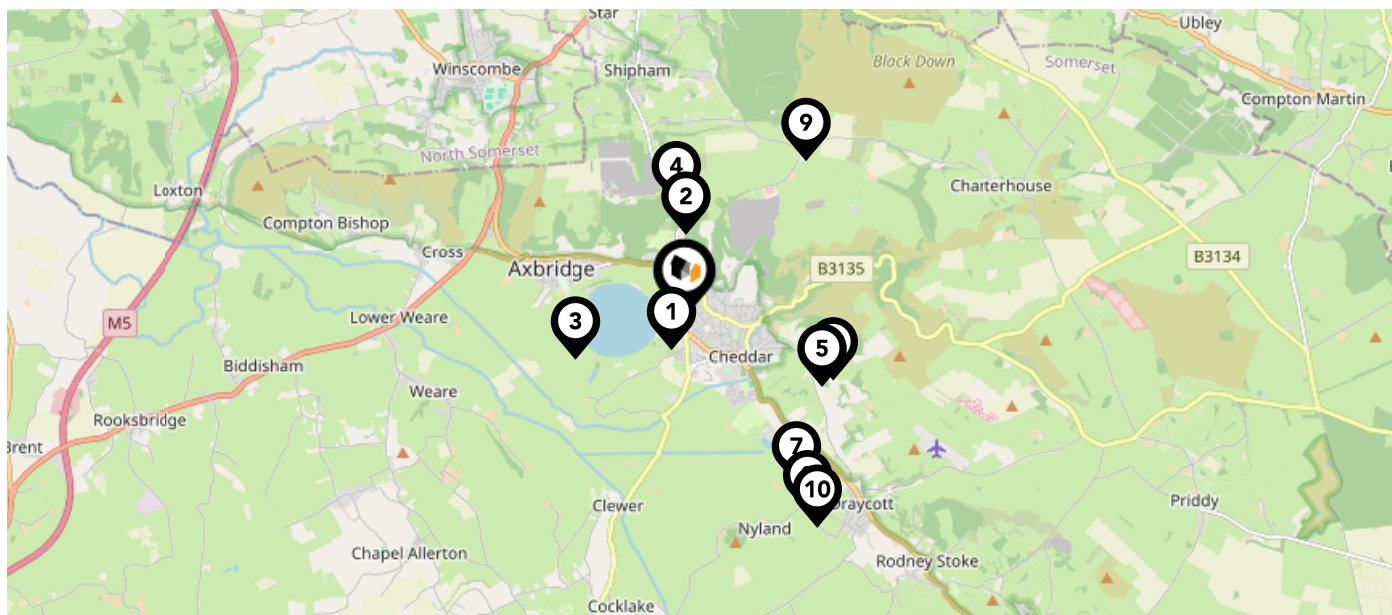 Star
Ubley
Winscombe
Shipham
Black Down
Somerset
Compton Martin
9
North Somerset
4
Loxton
2
Charterhouse
Compton Bishop
Cross
Axbridge
B3135
B3134
M5
Lower Weare
3
1
5
Cheddar
Biddisham
Weare
Rooksbridge
Brent
7
10
Draycott
Priddy
Clewer
Nyland
Chapel Allerton
Rodney Stoke
Cocklake